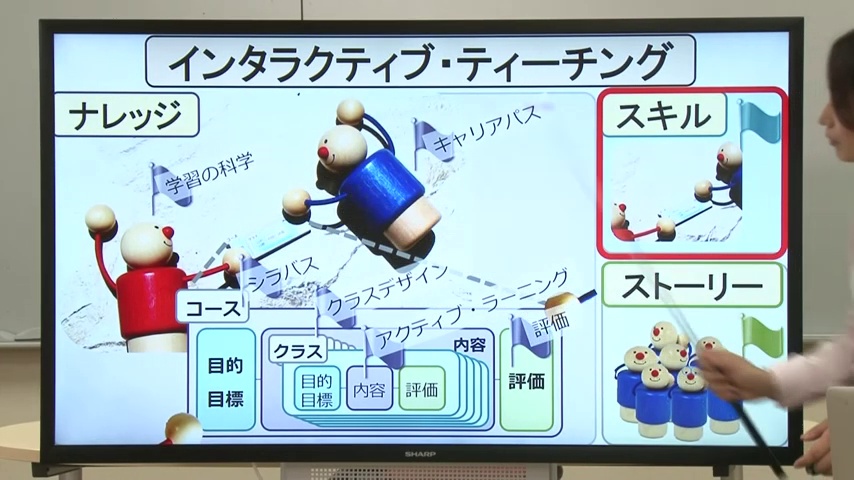 インタラクティブ・ティーチング
ナレッジ
スキル
キャリアパス
学習の科学
シラバス
クラスデザイン
アクティブ・ラーニング
評価
ストーリー
コース
目的
目標
クラス
内容
目的
目標
内容
評価
評価
SHARP